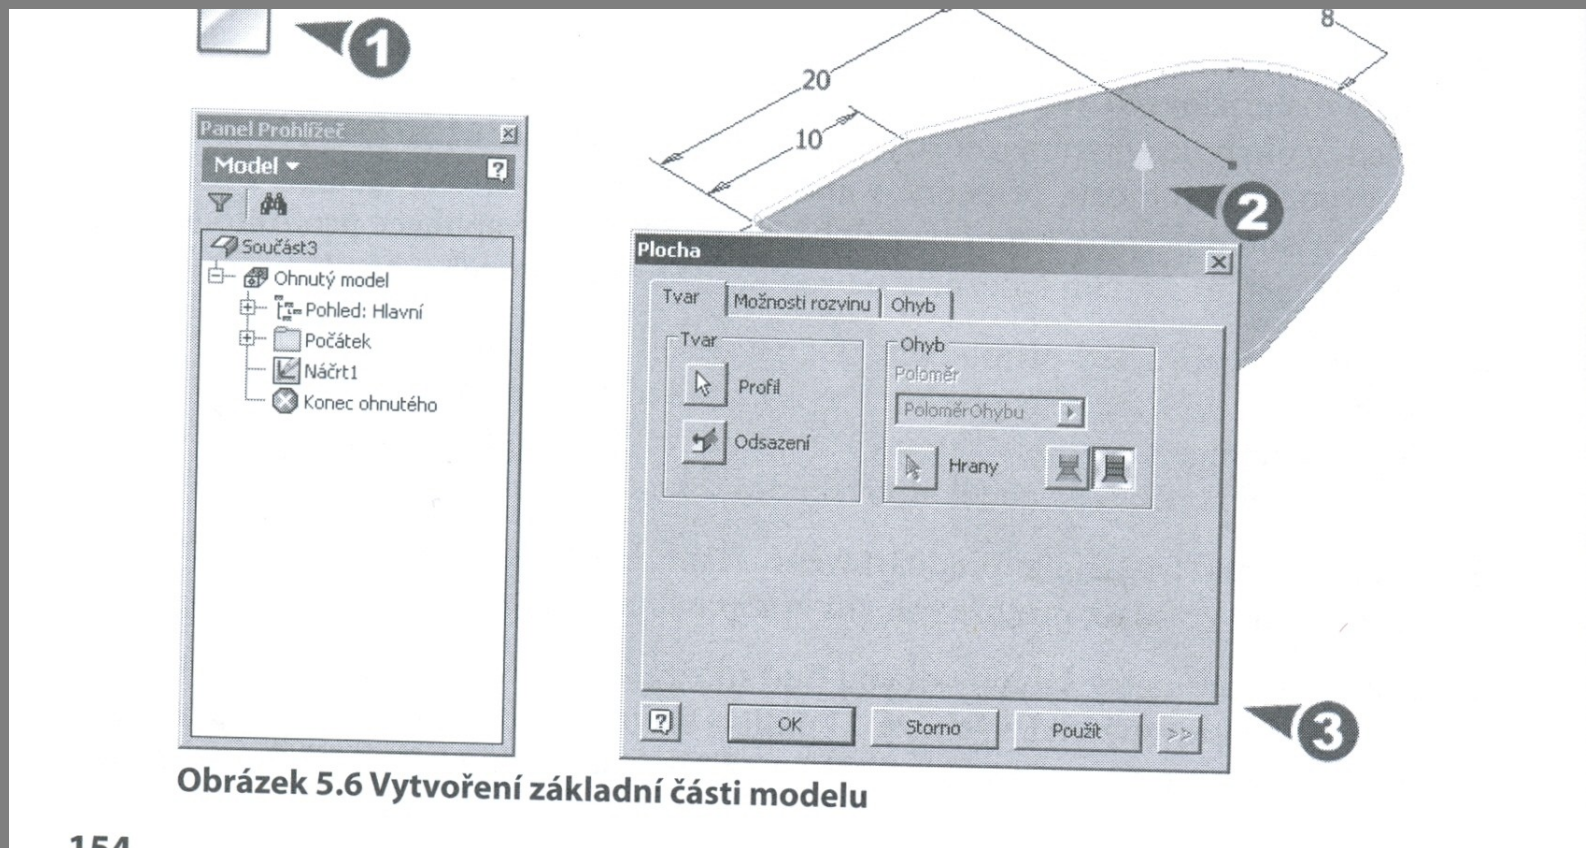 1
8
20
10
2
Panel Prohlížeč
Model
Součást3
Ohnutý model
Pohled: Hlavní
Počátek
Náčrt1
Konec ohnutého
Plocha
Tvar Možnosti rozvinu Ohyb
Tvar
Profil
Odsazení
Ohyb
Poloměr
PoloměrOhybu
Hrany
OK Storno Použít >>
3
Obrázek 5.6 Vytvoření základní části modelu
154